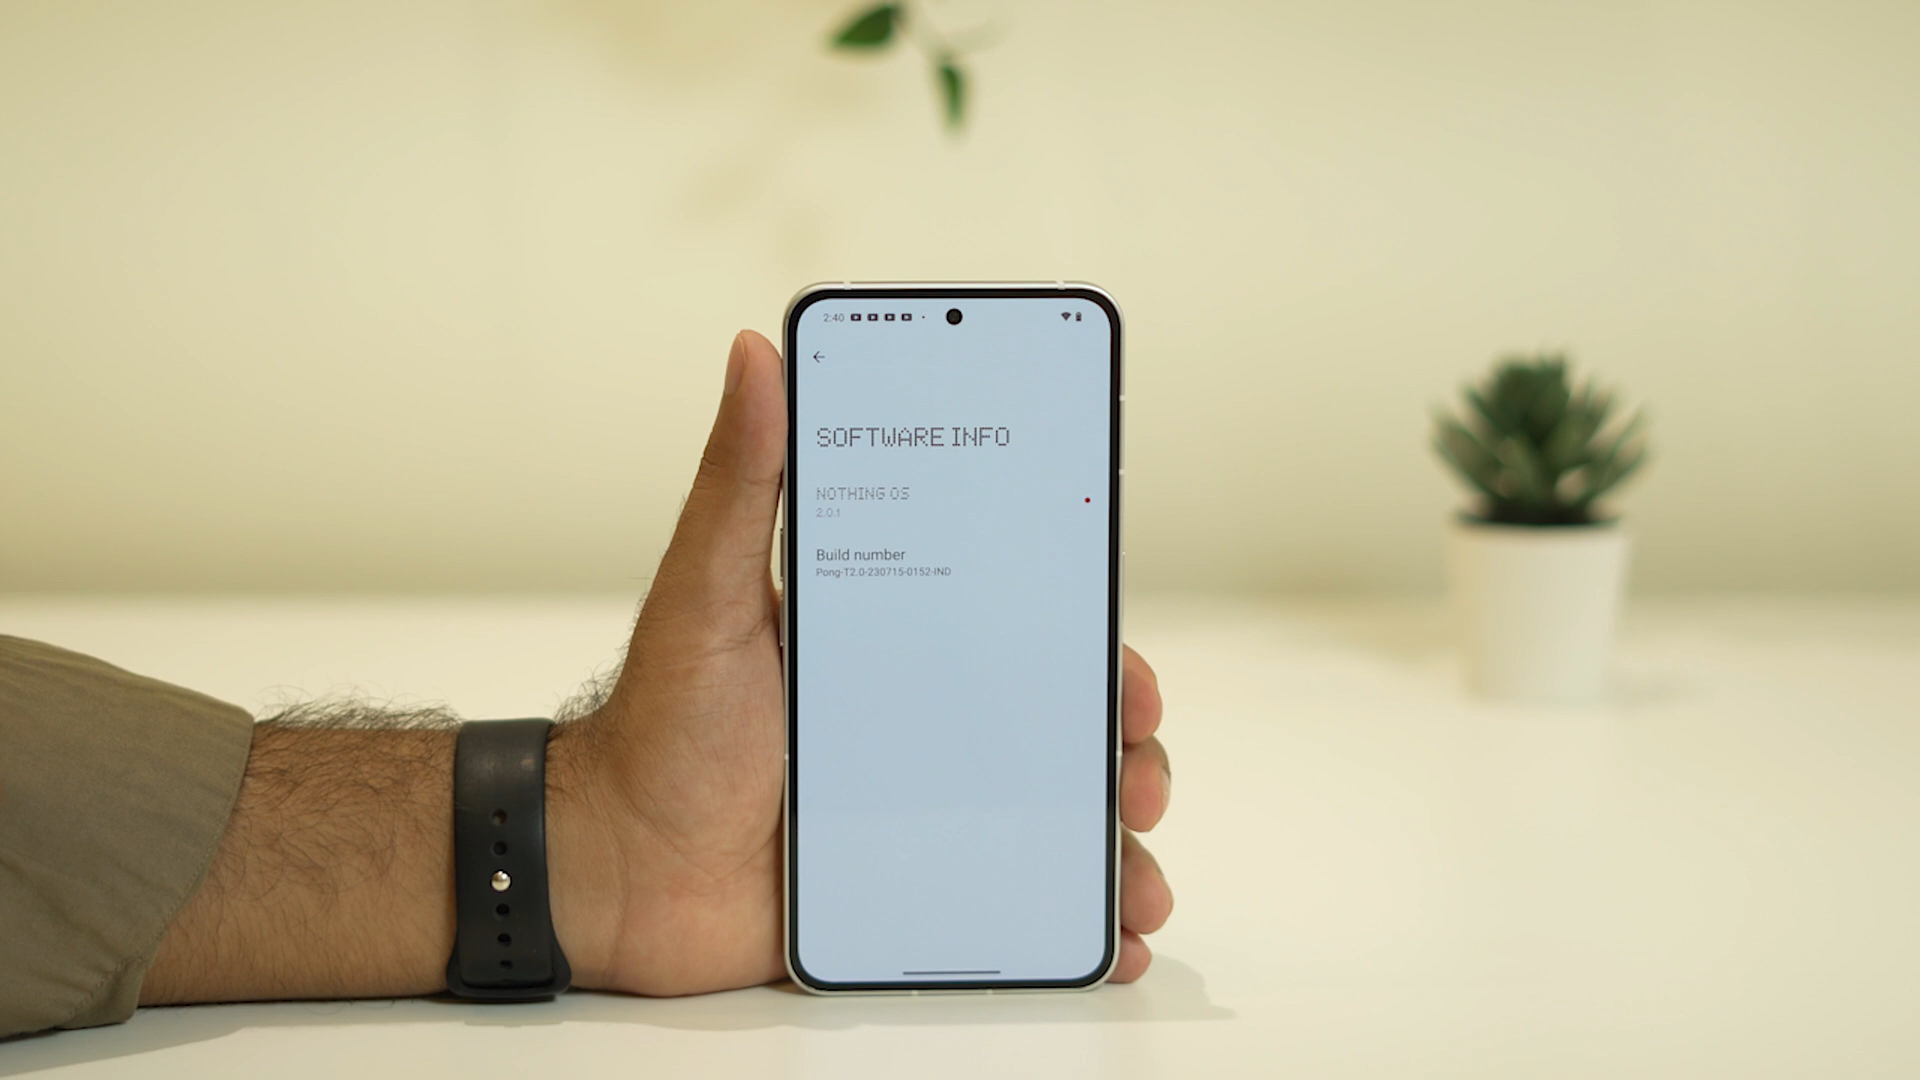 2:40
SOFTWARE INFO
NOTHING OS
2.0.1
Build number
Pong-T2.0-230715-0152-IND